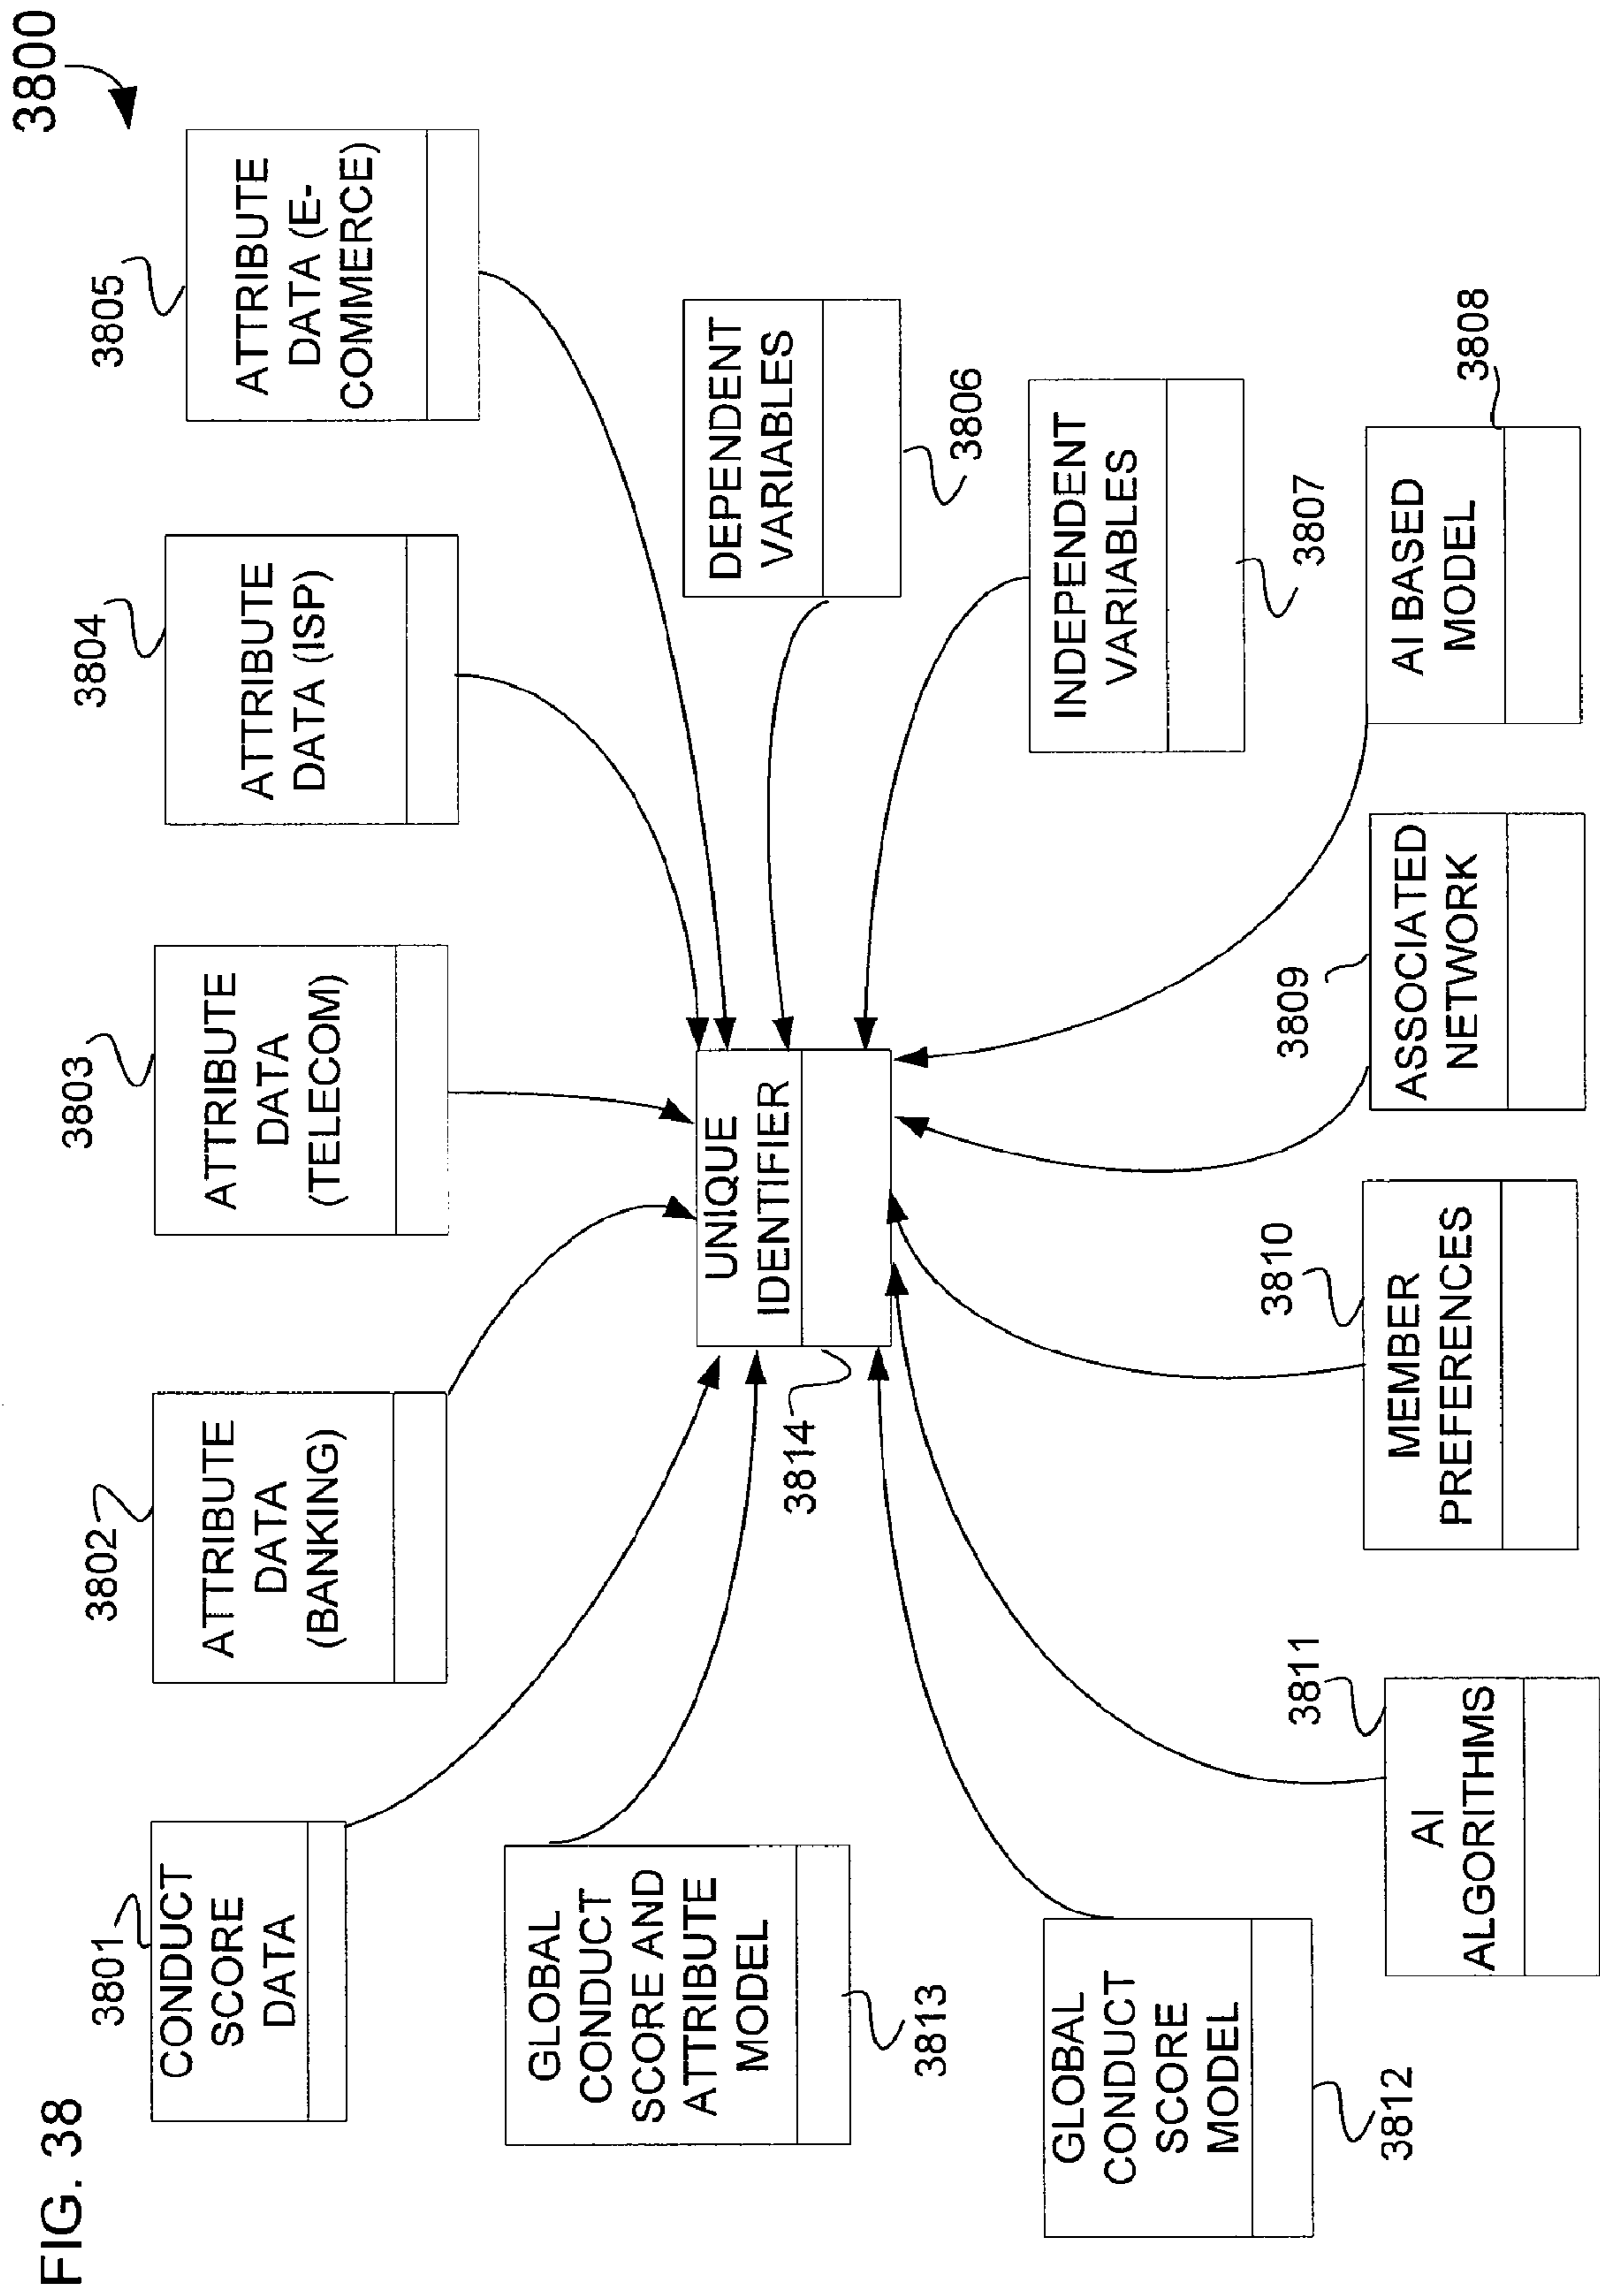 FIG. 38
3800
3801
CONDUCT
SCORE
DATA
3802
ATTRIBUTE
DATA
(BANKING)
3803
ATTRIBUTE
DATA
(TELECOM)
3804
ATTRIBUTE
DATA (ISP)
3805
ATTRIBUTE
DATA (E-
COMMERCE)
DEPENDENT
VARIABLES
3806
INDEPENDENT
VARIABLES
3807
3808
AI BASED
MODEL
3809
ASSOCIATED
NETWORK
3810
MEMBER
PREFERENCES
3811
AI
ALGORITHMS
GLOBAL
CONDUCT
SCORE
MODEL
3812
GLOBAL
CONDUCT
SCORE AND
ATTRIBUTE
MODEL
3813
UNIQUE
IDENTIFIER
3814